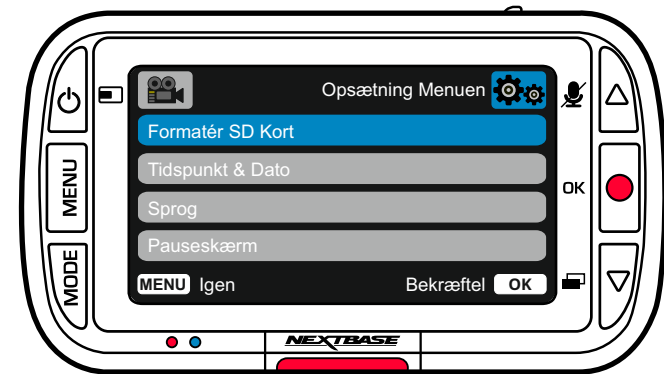 Opsætning Menuen
Formatér SD Kort
Tidspunkt & Dato
Sprog
Pauseskærm
MENU Igen Bekræftel OK
MENU
MODE
OK
NEXTBASE